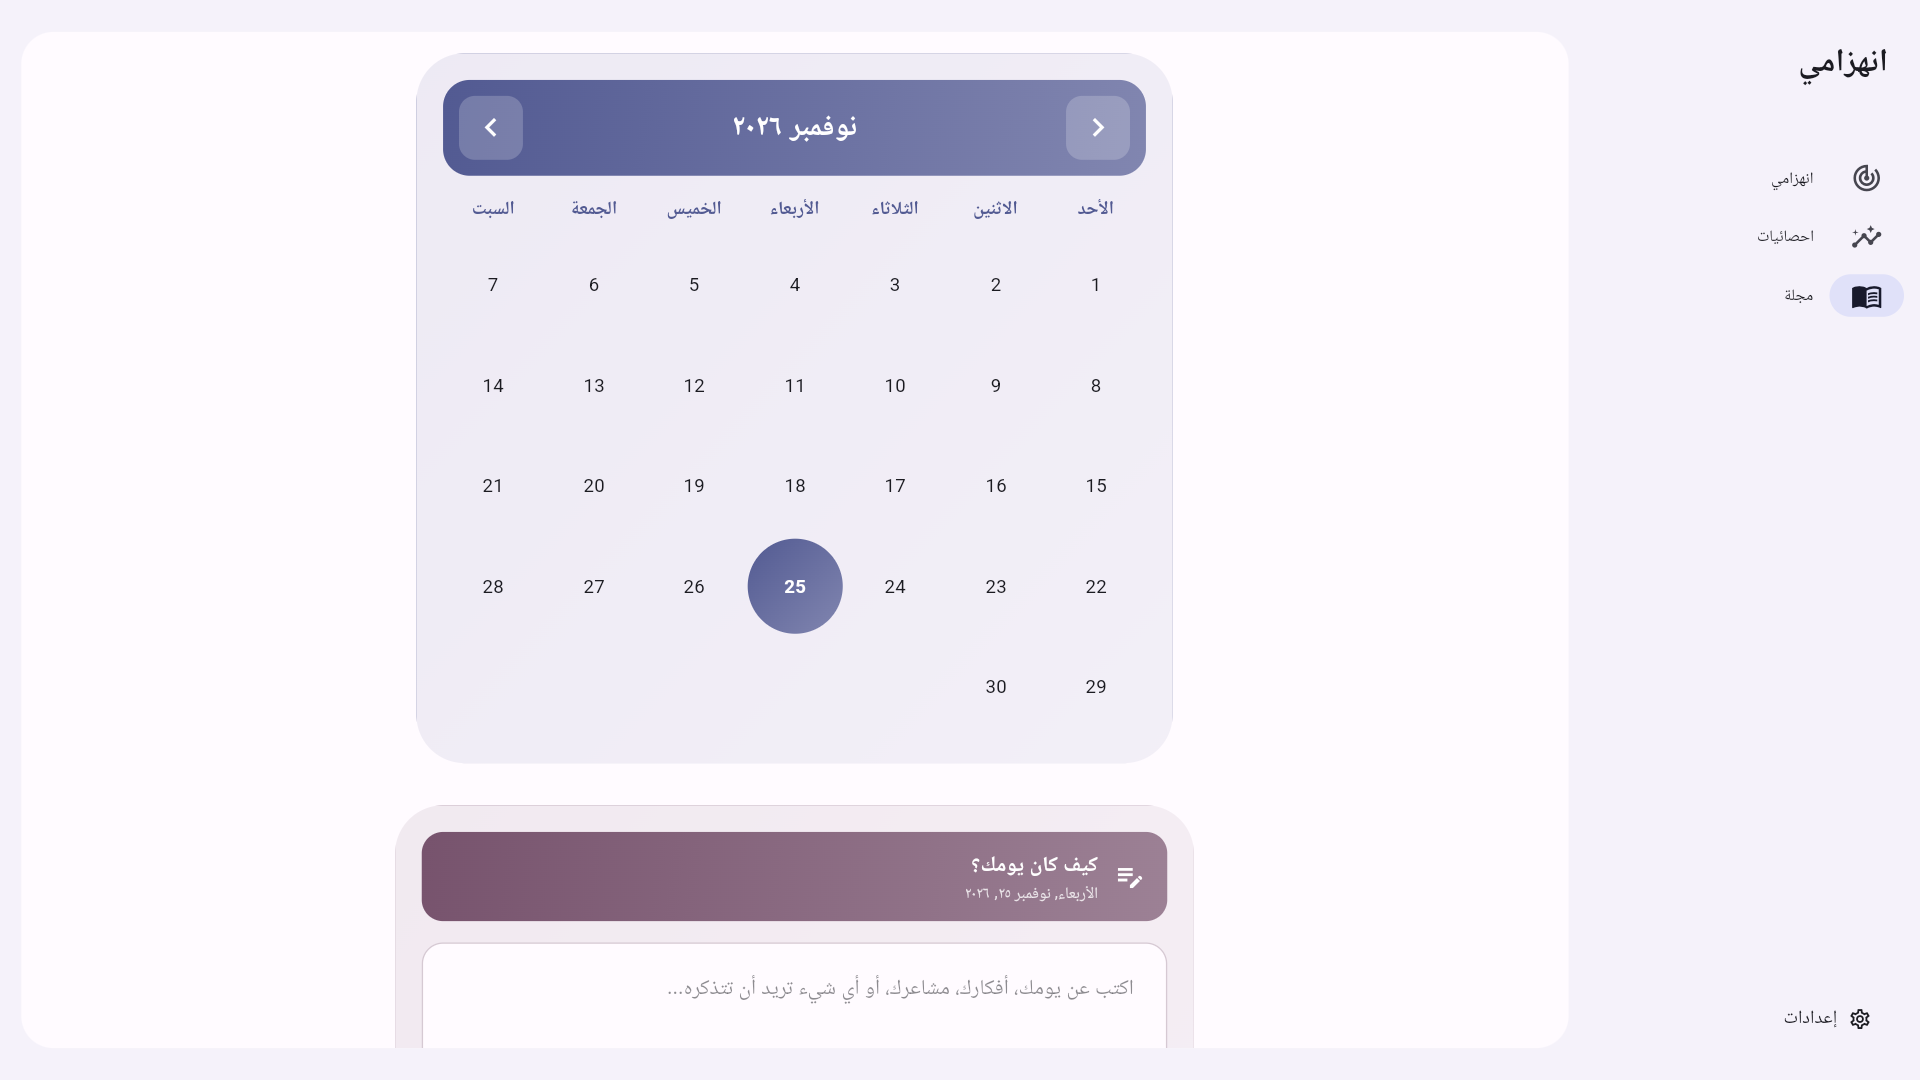 انهزامي
انهزامي
احصائيات
مجلة
إعدادات
نوفمبر ٢٠٢٦
الأحد الاثنين الثلاثاء الأربعاء الخميس الجمعة السبت
1 2 3 4 5 6 7
8 9 10 11 12 13 14
15 16 17 18 19 20 21
22 23 24 25 26 27 28
29 30
كيف كان يومك؟
الأربعاء, نوفمبر ٢٥, ٢٠٢٦
اكتب عن يومك، أفكارك، مشاعرك، أو أي شيء تريد أن تتذكره...